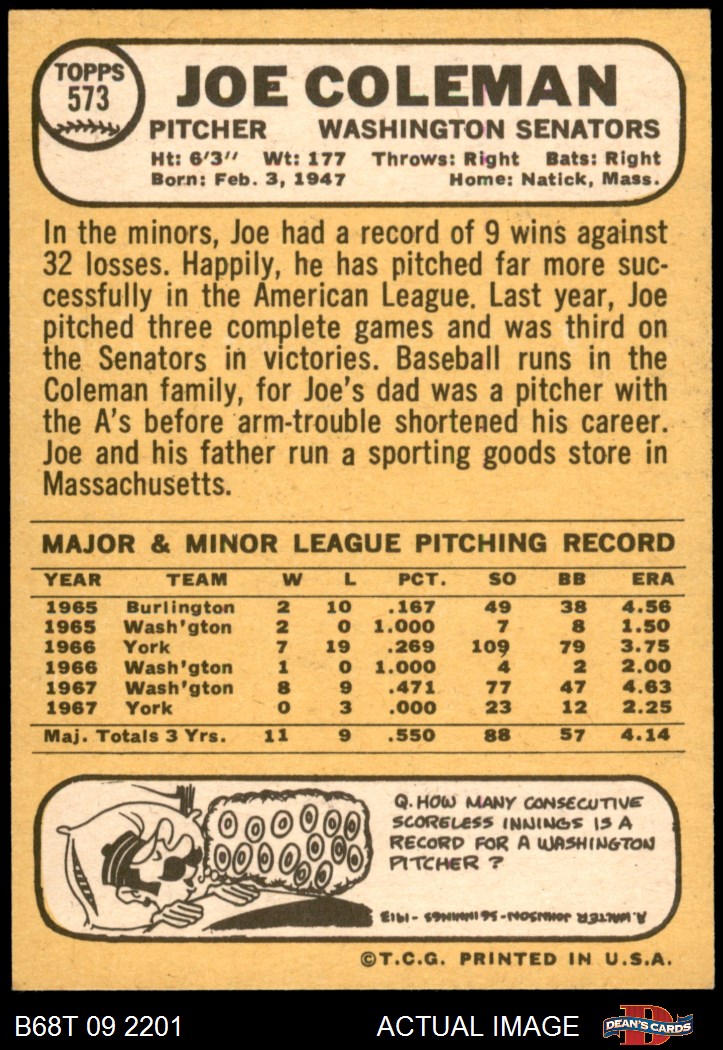 TOPPS
573
JOE COLEMAN
PITCHER WASHINGTON SENATORS
Ht: 6'3'' Wt: 177 Throws: Right Bats: Right
Born: Feb. 3, 1947 Home: Natick, Mass.
In the minors, Joe had a record of 9 wins against
32 losses. Happily, he has pitched far more suc-
cessfully in the American League. Last year, Joe
pitched three complete games and was third on
the Senators in victories. Baseball runs in the
Coleman family, for Joe's dad was a pitcher with
the A's before arm-trouble shortened his career.
Joe and his father run a sporting goods store in
Massachusetts.
MAJOR & MINOR LEAGUE PITCHING RECORD
YEAR TEAM W L PCT. SO BB ERA
1965 Burlington 2 10 .167 49 38 4.56
1965 Wash'gton 2 0 1.000 7 8 1.50
1966 York 7 19 .269 109 79 3.75
1966 Wash'gton 1 0 1.000 4 2 2.00
1967 Wash'gton 8 9 .471 77 47 4.63
1967 York 0 3 .000 23 12 2.25
Maj. Totals 3 Yrs. 11 9 .550 88 57 4.14
Q. HOW MANY CONSECUTIVE
SCORELESS INNINGS IS A
RECORD FOR A WASHINGTON
PITCHER ?
A. WALTER JOHNSON - 56 INNINGS - 1913
©T.C.G. PRINTED IN U.S.A.
B68T 09 2201 ACTUAL IMAGE D DEAN'S CARDS